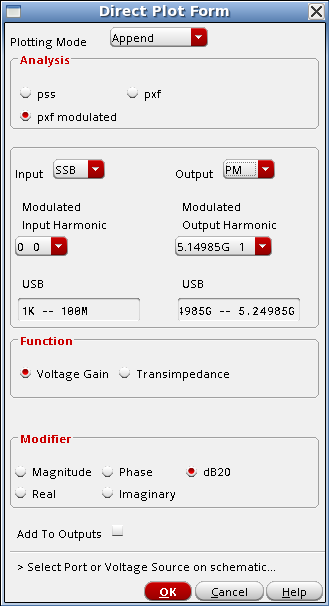 Direct Plot Form
Plotting Mode Append
Analysis
pss pxf
pxf modulated
Input SSB Output PM
Modulated Modulated
Input Harmonic Output Harmonic
0 0 5.14985G 1
USB USB
1K -- 100M 4985G -- 5.24985G
Function
Voltage Gain Transimpedance
Modifier
Magnitude Phase dB20
Real Imaginary
Add To Outputs
> Select Port or Voltage Source on schematic...
OK Cancel Help